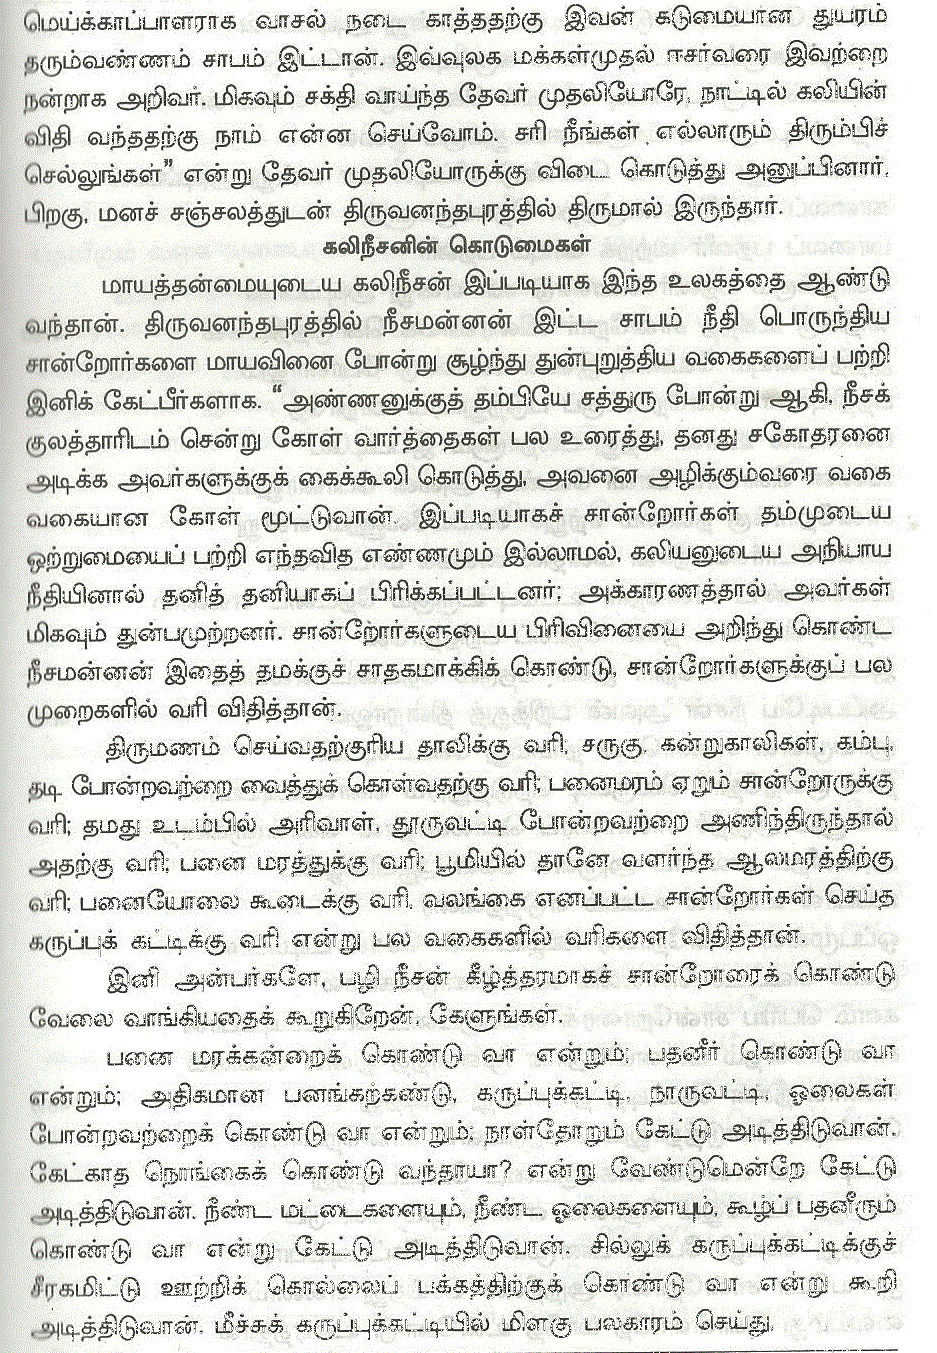 மெய்க்காப்பாளராக வாசல் நடை காத்ததற்கு இவன் கடுமையான துயரம்
தரும்வண்ணம் சாபம் இட்டான். இவ்வுலக மக்கள்முதல் ஈசர்வரை இவற்றை
நன்றாக அறிவர். மிகவும் சக்தி வாய்ந்த தேவர் முதலியோரே, நாட்டில் கலியின்
விதி வந்ததற்கு நாம் என்ன செய்வோம். சரி நீங்கள் எல்லாரும் திரும்பிச்
செல்லுங்கள்” என்று தேவர் முதலியோருக்கு விடை கொடுத்து அனுப்பினார்.
பிறகு, மனச் சஞ்சலத்துடன் திருவனந்தபுரத்தில் திருமால் இருந்தார்.
கலிநீசனின் கொடுமைகள்
மாயத்தன்மையுடைய கலிநீசன் இப்படியாக இந்த உலகத்தை ஆண்டு
வந்தான். திருவனந்தபுரத்தில் நீசமன்னன் இட்ட சாபம் நீதி பொருந்திய
சான்றோர்களை மாயவினை போன்று சூழ்ந்து துன்புறுத்திய வகைகளைப் பற்றி
இனிக் கேட்பீர்களாக. “அண்ணனுக்குத் தம்பியே சத்துரு போன்று ஆகி, நீசக்
குலத்தாரிடம் சென்று கோள் வார்த்தைகள் பல உரைத்து, தனது சகோதரனை
அடிக்க அவர்களுக்குக் கைக்கூலி கொடுத்து, அவனை அழிக்கும்வரை வகை
வகையான கோள் மூட்டுவான். இப்படியாகச் சான்றோர்கள் தம்முடைய
ஒற்றுமையைப் பற்றி எந்தவித எண்ணமும் இல்லாமல், கலியனுடைய அநியாய
நீதியினால் தனித் தனியாகப் பிரிக்கப்பட்டனர்; அக்காரணத்தால் அவர்கள்
மிகவும் துன்பமுற்றனர். சான்றோர்களுடைய பிரிவினையை அறிந்து கொண்ட
நீசமன்னன் இதைத் தமக்குச் சாதகமாக்கிக் கொண்டு, சான்றோர்களுக்குப் பல
முறைகளில் வரி விதித்தான்.
திருமணம் செய்வதற்குரிய தாலிக்கு வரி; சருகு, கன்றுகாலிகள், கம்பு,
தடி போன்றவற்றை வைத்துக் கொள்வதற்கு வரி; பனைமரம் ஏறும் சான்றோருக்கு
வரி; தமது உடம்பில் அரிவாள், தூருவட்டி போன்றவற்றை அணிந்திருந்தால்
அதற்கு வரி; பனை மரத்துக்கு வரி; பூமியில் தானே வளர்ந்த ஆலமரத்திற்கு
வரி; பனையோலை கூடைக்கு வரி. வலங்கை எனப்பட்ட சான்றோர்கள் செய்த
கருப்புக் கட்டிக்கு வரி என்று பல வகைகளில் வரிகளை விதித்தான்.
இனி அன்பர்களே, பழி நீசன் கீழ்த்தரமாகச் சான்றோரைக் கொண்டு
வேலை வாங்கியதைக் கூறுகிறேன், கேளுங்கள்.
பனை மரக்கன்றைக் கொண்டு வா என்றும்; பதனீர் கொண்டு வா
என்றும்; அதிகமான பனங்கற்கண்டு, கருப்புக்கட்டி, நாருவட்டி, ஓலைகள்
போன்றவற்றைக் கொண்டு வா என்றும்; நாள்தோறும் கேட்டு அடித்திடுவான்.
கேட்காத நொங்கைக் கொண்டு வந்தாயா? என்று வேண்டுமென்றே கேட்டு
அடித்திடுவான். நீண்ட மட்டைகளையும், நீண்ட ஓலைகளையும், கூழ்ப் பதனீரும்
கொண்டு வா என்று கேட்டு அடித்திடுவான். சில்லுக் கருப்புக்கட்டிக்குச்
சீரகமிட்டு ஊற்றிக் கொல்லைப் பக்கத்திற்குக் கொண்டு வா என்று கூறி
அடித்திடுவான். மீச்சுக் கருப்புக்கட்டியில் மிளகு பலகாரம் செய்து,